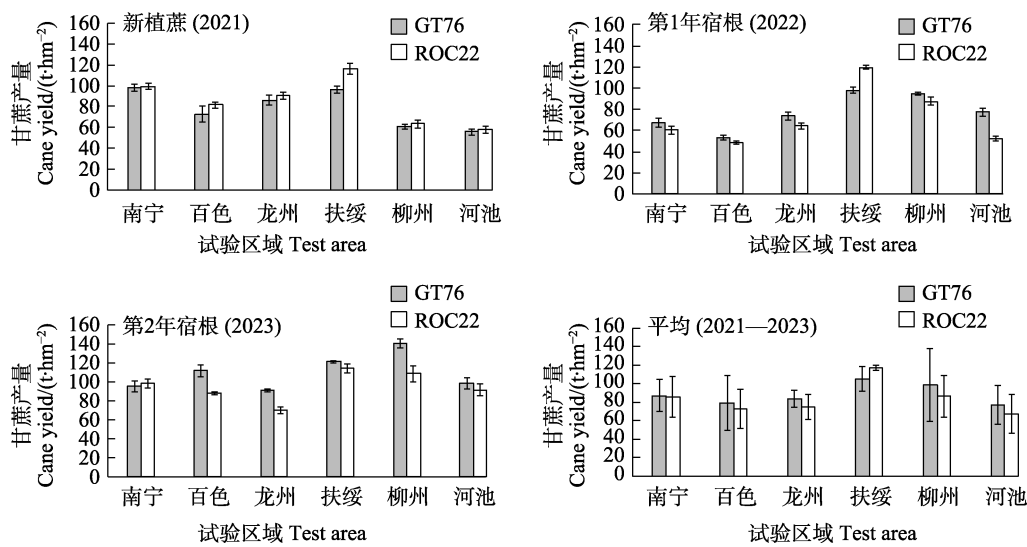 新植蔗 (2021)
GT76
ROC22
甘蔗产量
Cane yield/(t·hm⁻²)
160
140
120
100
80
60
40
20
0
南宁 百色 龙州 扶绥 柳州 河池
试验区域 Test area
第1年宿根 (2022)
GT76
ROC22
甘蔗产量
Cane yield/(t·hm⁻²)
160
140
120
100
80
60
40
20
0
南宁 百色 龙州 扶绥 柳州 河池
试验区域 Test area
第2年宿根 (2023)
GT76
ROC22
甘蔗产量
Cane yield/(t·hm⁻²)
160
140
120
100
80
60
40
20
0
南宁 百色 龙州 扶绥 柳州 河池
试验区域 Test area
平均 (2021—2023)
GT76
ROC22
甘蔗产量
Cane yield/(t·hm⁻²)
160
140
120
100
80
60
40
20
0
南宁 百色 龙州 扶绥 柳州 河池
试验区域 Test area